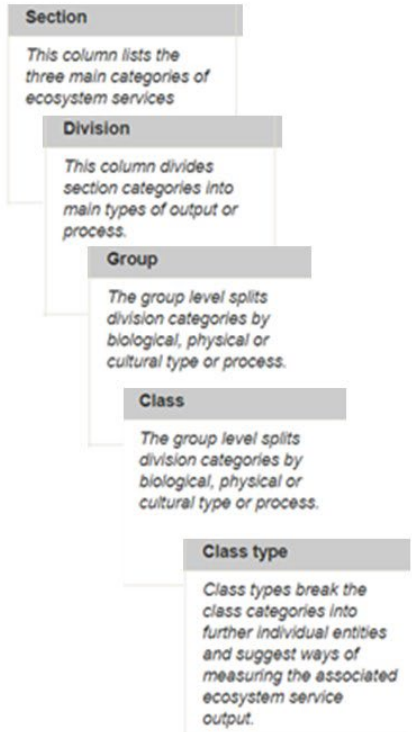 Section
This column lists the
three main categories of
ecosystem services
Division
This column divides
section categories into
main types of output or
process.
Group
The group level splits
division categories by
biological, physical or
cultural type or process.
Class
The group level splits
division categories by
biological, physical or
cultural type or process.
Class type
Class types break the
class categories into
further individual entities
and suggest ways of
measuring the associated
ecosystem service
output.